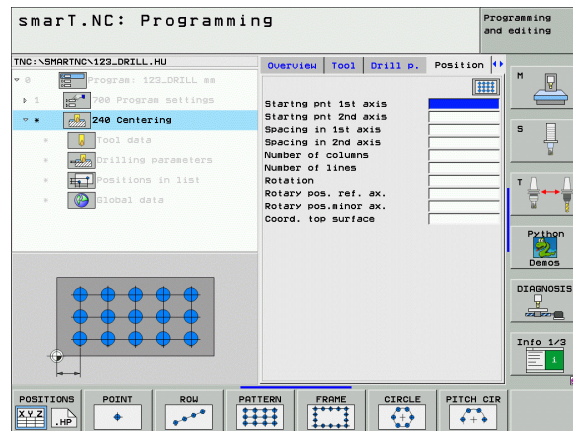 smarT.NC: Programming
Programming
and editing
TNC:\SMARTNC\123_DRILL.HU
0 Program: 123_DRILL mm
1 700 Program settings
* 240 Centering
* Tool data
* Drilling parameters
* Positions in list
* Global data
Overview Tool Drill p. Position
Startng pnt 1st axis
Startng pnt 2nd axis
Spacing in 1st axis
Spacing in 2nd axis
Number of columns
Number of lines
Rotation
Rotary pos. ref. ax.
Rotary pos.minor ax.
Coord. top surface
M
S
T
Python
Demos
DIAGNOSIS
Info 1/3
1
POSITIONS POINT ROW PATTERN FRAME CIRCLE PITCH CIR
XYZ .HP